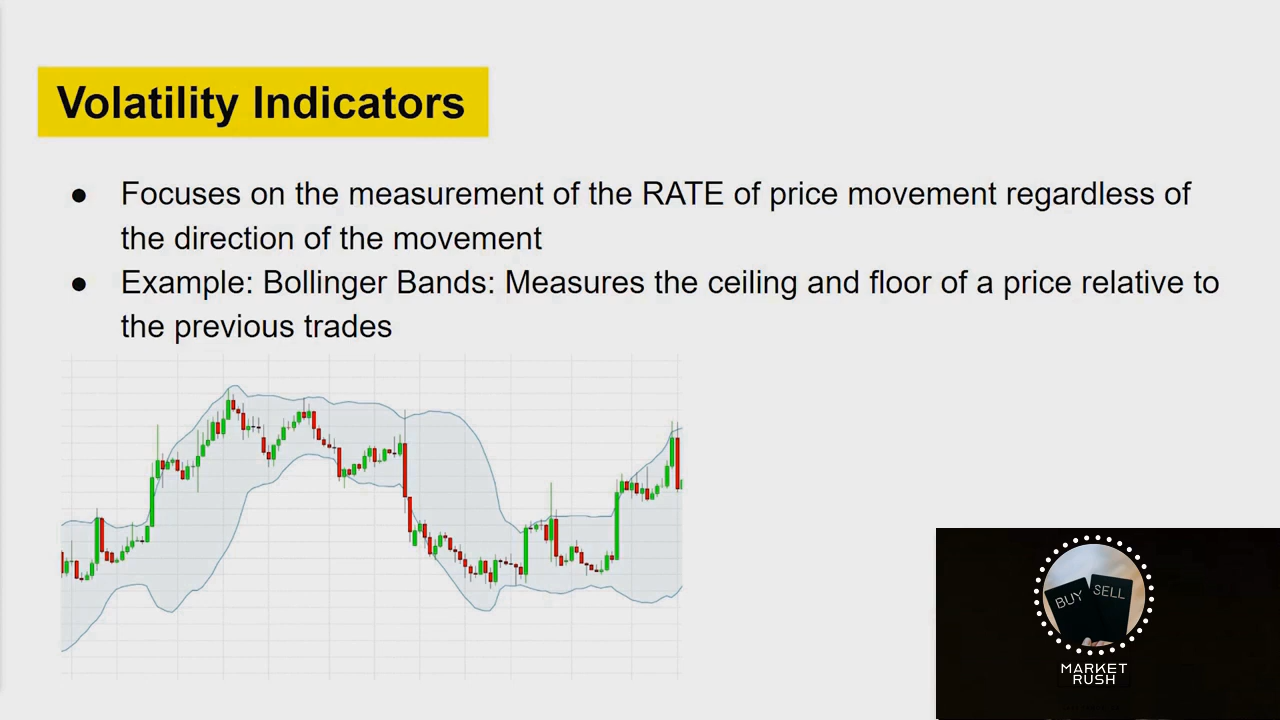 Volatility Indicators
● Focuses on the measurement of the RATE of price movement regardless of
the direction of the movement
● Example: Bollinger Bands: Measures the ceiling and floor of a price relative to
the previous trades
BUY
SELL
MARKET
RUSH